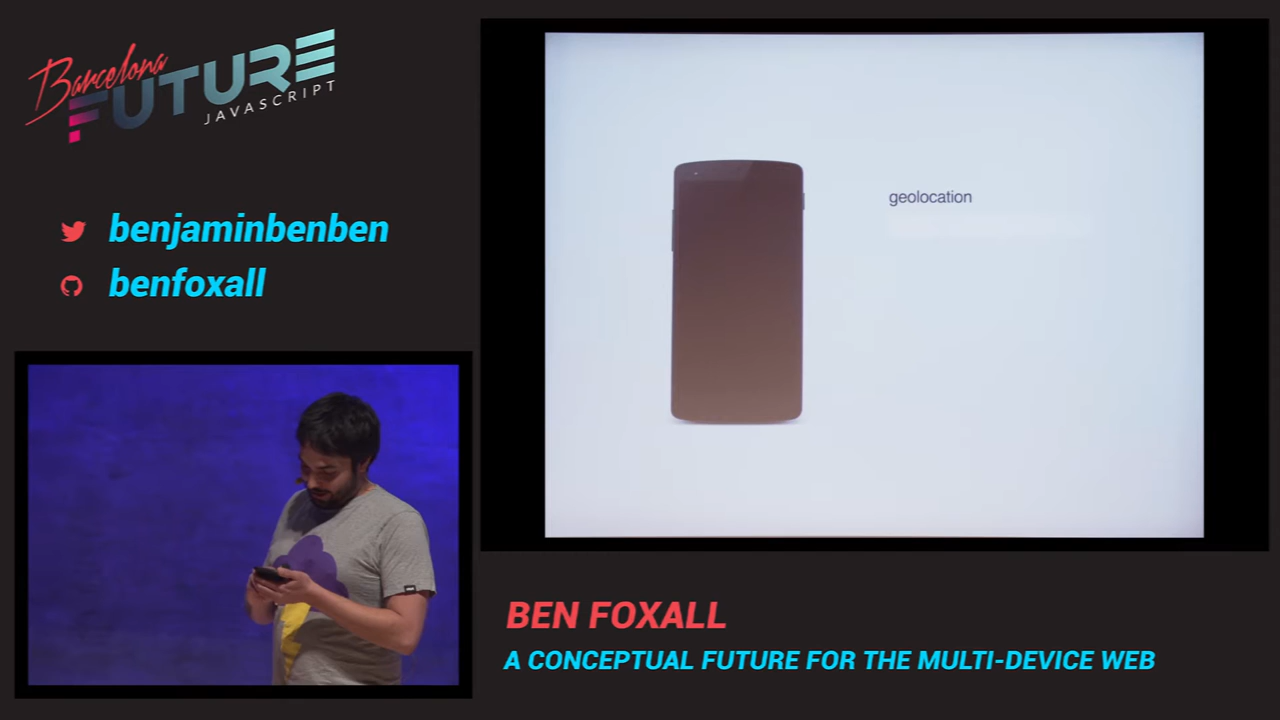 Barcelona
FUTURE
JAVASCRIPT
benjaminbenben
benfoxall
geolocation
BEN FOXALL
A CONCEPTUAL FUTURE FOR THE MULTI-DEVICE WEB